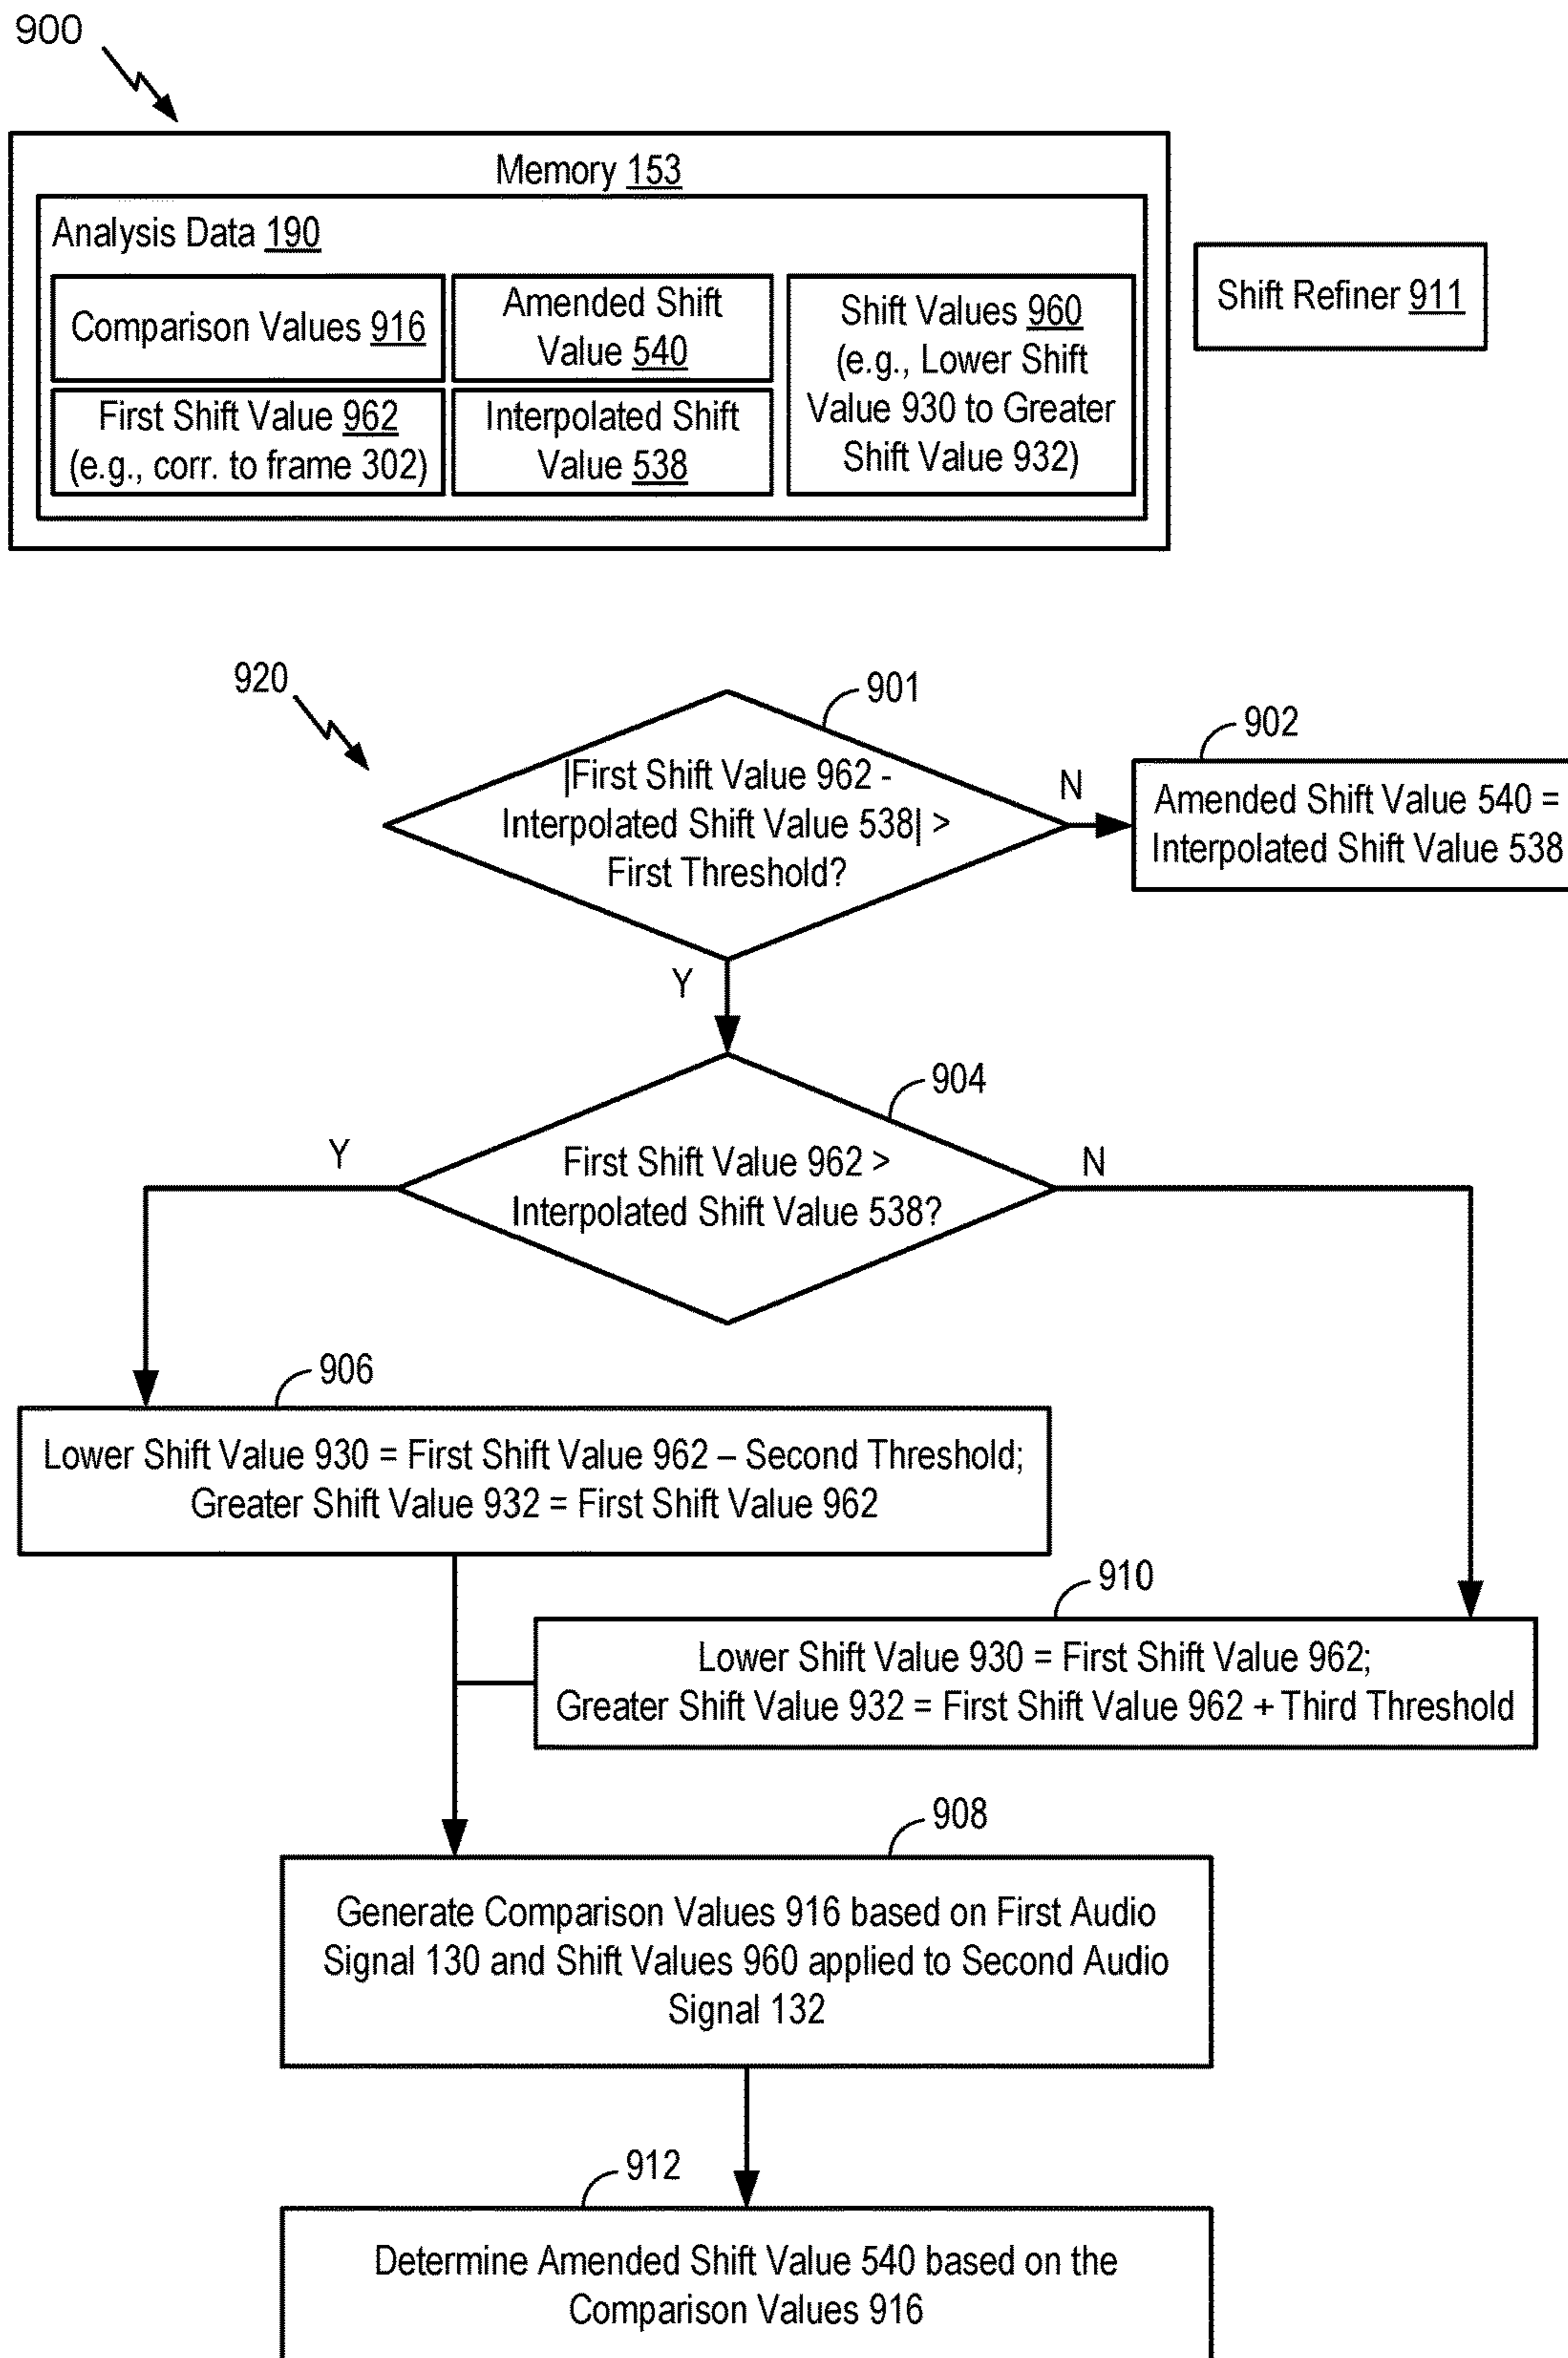 900
Memory 153
Analysis Data 190
Comparison Values 916
Amended Shift
Value 540
Shift Values 960
(e.g., Lower Shift
Value 930 to Greater
Shift Value 932)
First Shift Value 962
(e.g., corr. to frame 302)
Interpolated Shift
Value 538
Shift Refiner 911
920
901
|First Shift Value 962 -
Interpolated Shift Value 538| >
First Threshold?
N
902
Amended Shift Value 540 =
Interpolated Shift Value 538
Y
904
First Shift Value 962 >
Interpolated Shift Value 538?
Y
N
906
Lower Shift Value 930 = First Shift Value 962 – Second Threshold;
Greater Shift Value 932 = First Shift Value 962
910
Lower Shift Value 930 = First Shift Value 962;
Greater Shift Value 932 = First Shift Value 962 + Third Threshold
908
Generate Comparison Values 916 based on First Audio
Signal 130 and Shift Values 960 applied to Second Audio
Signal 132
912
Determine Amended Shift Value 540 based on the
Comparison Values 916